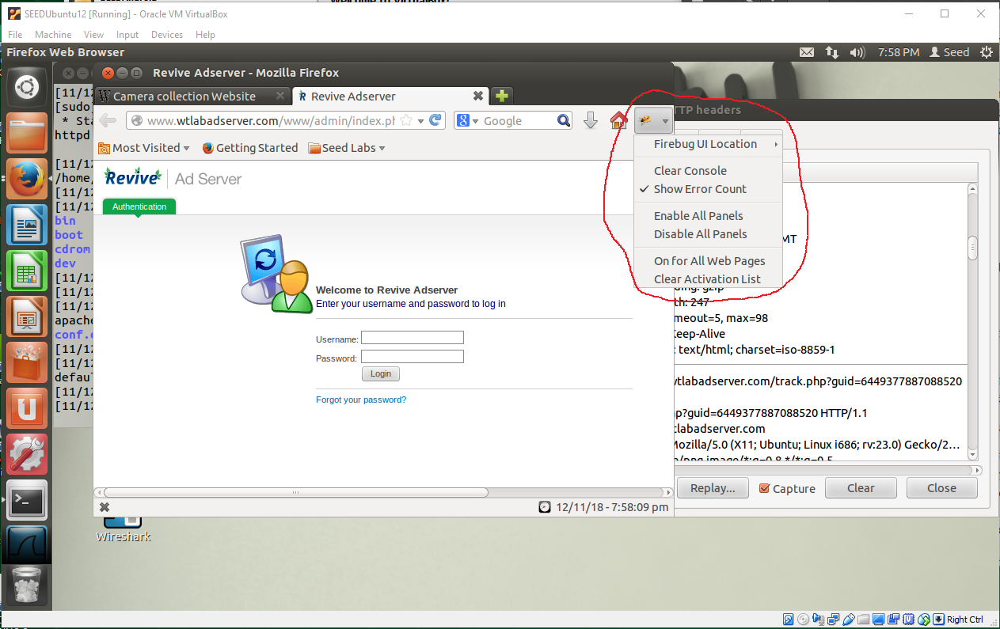 SEEDUbuntu12 [Running] - Oracle VM VirtualBox
File Machine View Input Devices Help
Firefox Web Browser
7:58 PM Seed
Revive Adserver - Mozilla Firefox
Camera collection Website
Revive Adserver
TP headers
www.wtlabadserver.com/www/admin/index.ph
Google
Most Visited
Getting Started
Seed Labs
Firebug UI Location
Clear Console
Show Error Count
Enable All Panels
Disable All Panels
On for All Web Pages
Clear Activation List
Revive Ad Server
Authentication
Welcome to Revive Adserver
Enter your username and password to log in
Username:
Password:
Login
Forgot your password?
[11/12
[sudo
* Sta
httpd
[11/12
/home/
[11/12
[11/12
bin
boot
cdrom
dev
[11/12
[11/12
[11/12
apache
conf.
[11/12
[11/12
defaul
[11/12
[11/12
MT
th: 247
meout=5, max=98
Keep-Alive
: text/html; charset=iso-8859-1
wtlabadserver.com/track.php?guid=6449377887088520
p?guid=6449377887088520 HTTP/1.1
tlabadserver.com
Mozilla/5.0 (X11; Ubuntu; Linux i686; rv:23.0) Gecko/2...
Replay...
Capture
Clear
Close
12/11/18 - 7:58:09 pm
Wireshark
Right Ctrl